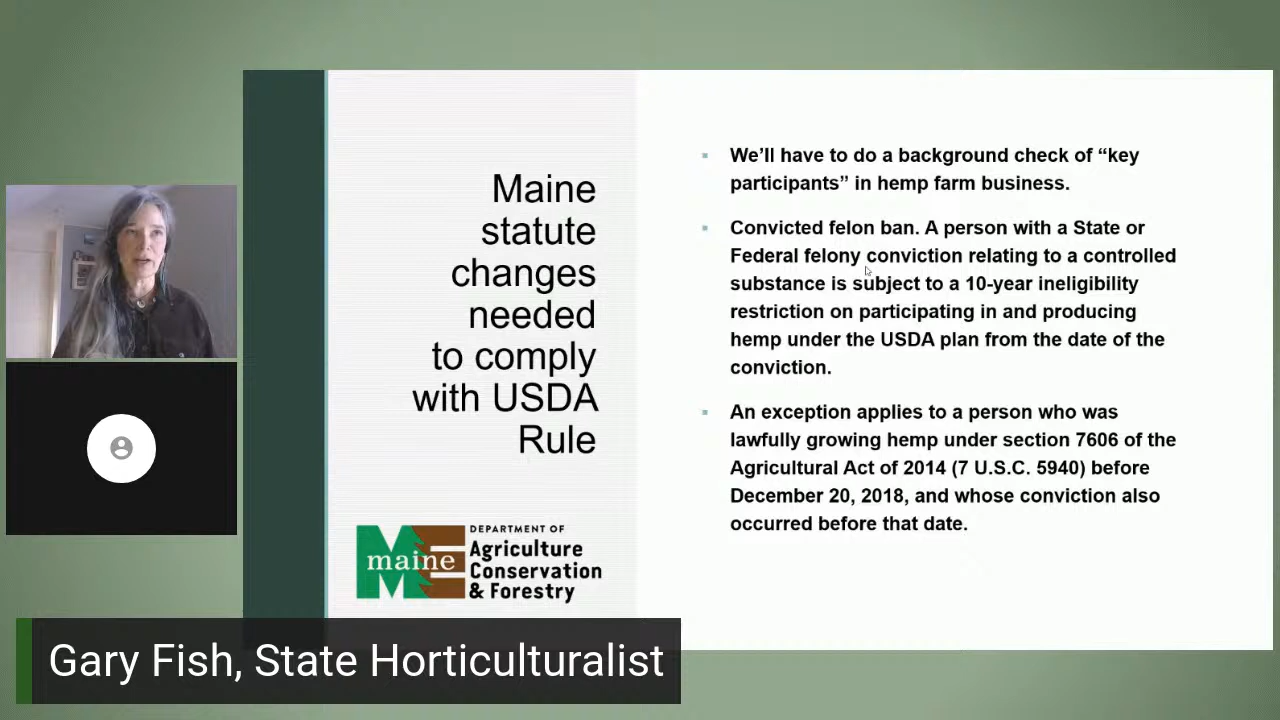 Maine
statute
changes
needed
to comply
with USDA
Rule
maine
DEPARTMENT OF
Agriculture
Conservation
& Forestry
We'll have to do a background check of “key
participants” in hemp farm business.
Convicted felon ban. A person with a State or
Federal felony conviction relating to a controlled
substance is subject to a 10-year ineligibility
restriction on participating in and producing
hemp under the USDA plan from the date of the
conviction.
An exception applies to a person who was
lawfully growing hemp under section 7606 of the
Agricultural Act of 2014 (7 U.S.C. 5940) before
December 20, 2018, and whose conviction also
occurred before that date.
Gary Fish, State Horticulturalist